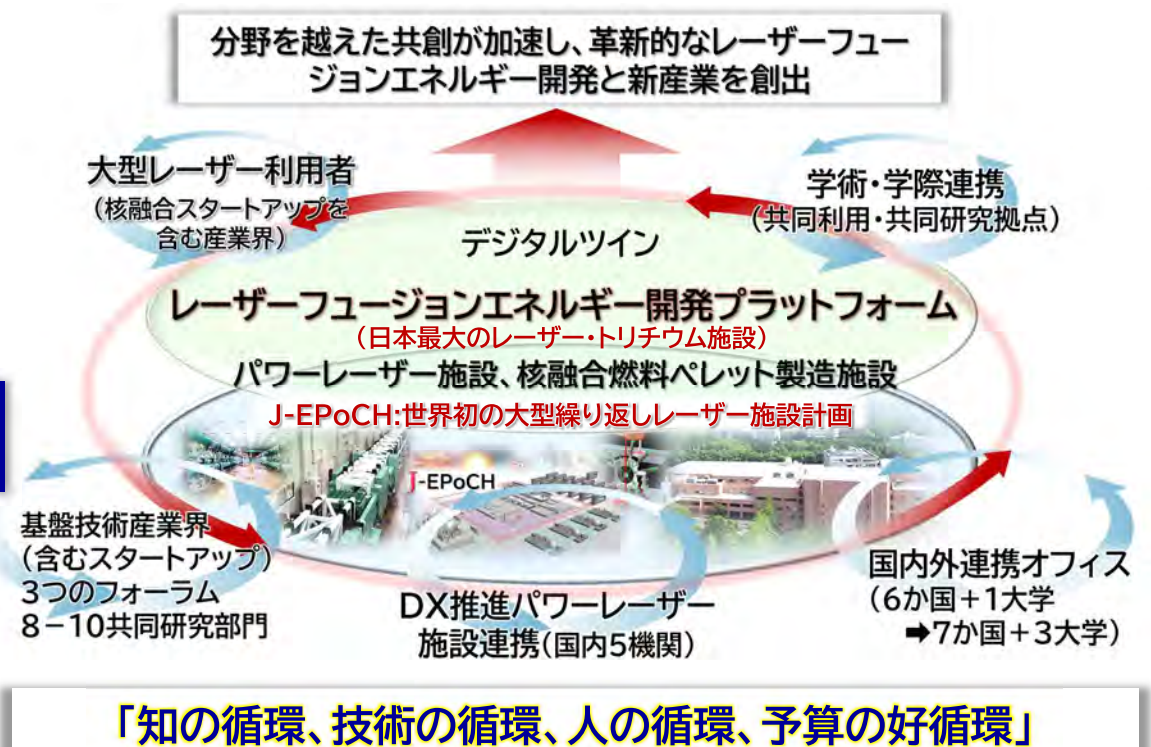 分野を越えた共創が加速し、革新的なレーザーフュー
ジョンエネルギー開発と新産業を創出
大型レーザー利用者
（核融合スタートアップを
含む産業界）
学術・学際連携
（共同利用・共同研究拠点）
デジタルツイン
レーザーフュージョンエネルギー開発プラットフォーム
（日本最大のレーザー・トリチウム施設）
パワーレーザー施設、核融合燃料ペレット製造施設
J-EPoCH:世界初の大型繰り返しレーザー施設計画
J-EPoCH
基盤技術産業界
（含むスタートアップ）
3つのフォーラム
8－10共同研究部門
DX推進パワーレーザー
施設連携（国内5機関）
国内外連携オフィス
（6か国＋1大学
➡7か国＋3大学）
「知の循環、技術の循環、人の循環、予算の好循環」